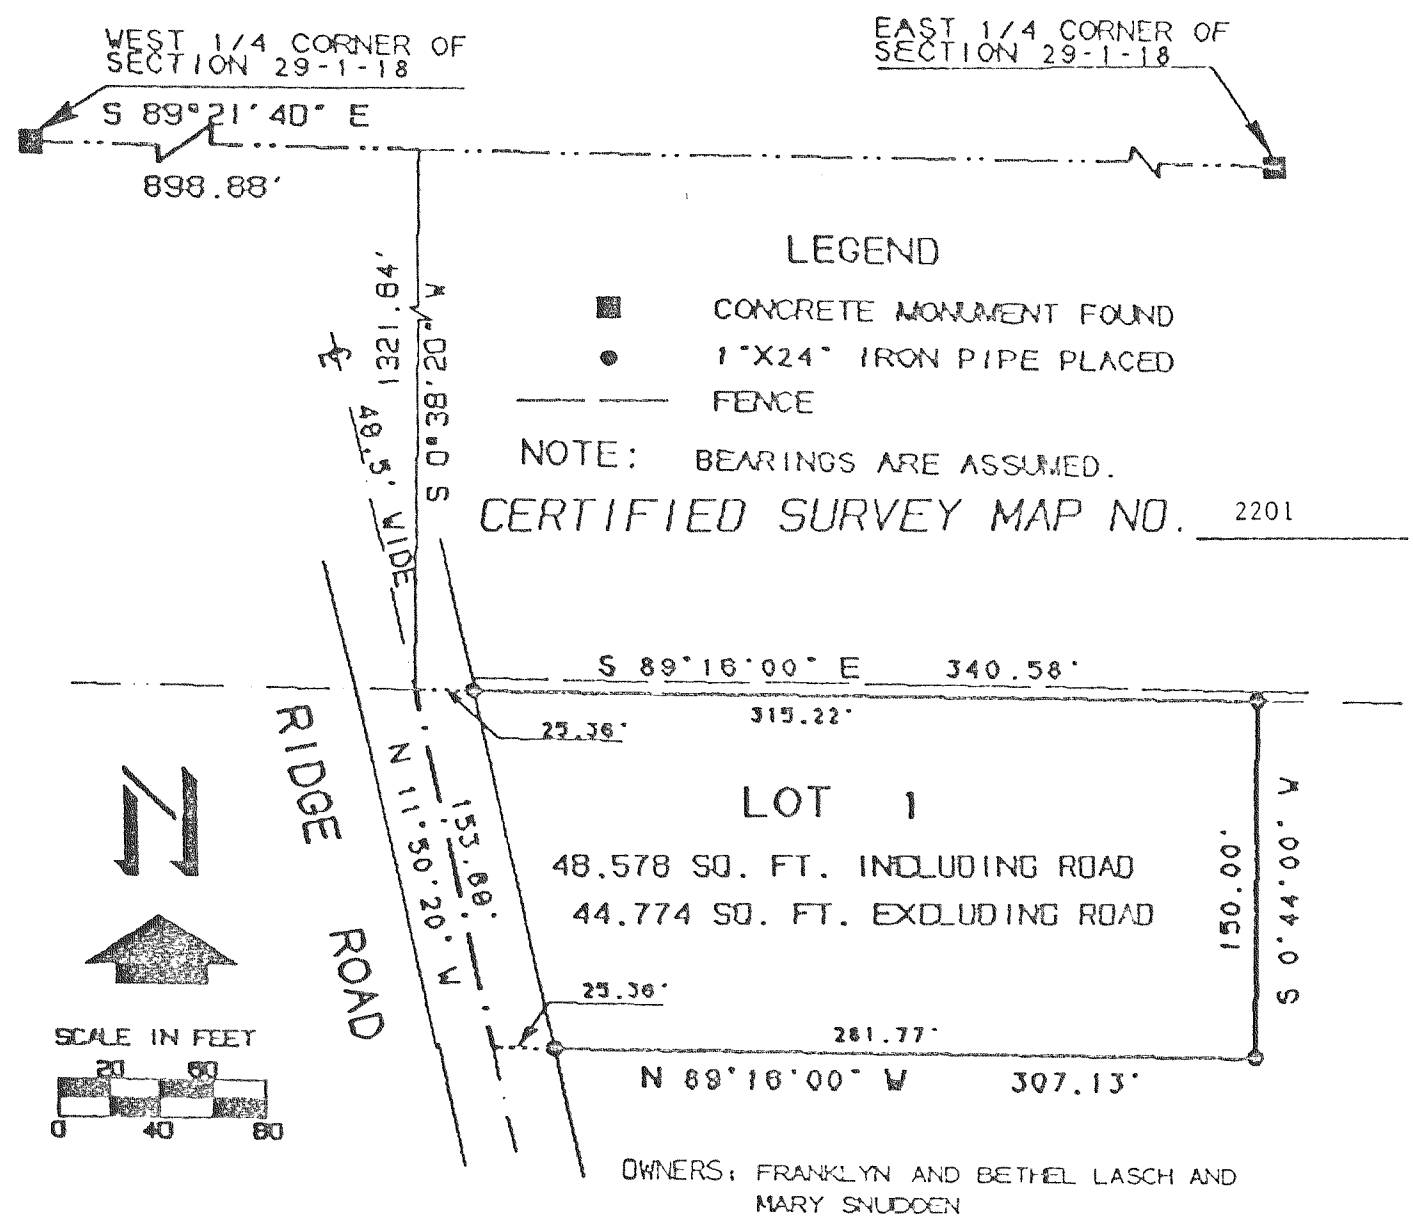 WEST 1/4 CORNER OF
SECTION 29-1-18
EAST 1/4 CORNER OF
SECTION 29-1-18
S 89°21'40" E
898.88'
LEGEND
CONCRETE MONUMENT FOUND
1"X24" IRON PIPE PLACED
FENCE
NOTE: BEARINGS ARE ASSUMED.
CERTIFIED SURVEY MAP NO. 2201
1321.84'
S 0°38'20" W
49.5' WIDE
S 89°16'00" E 340.58'
315.22'
25.36'
RIDGE ROAD
N 11°50'20" W
153.68'
LOT 1
48.578 SQ. FT. INCLUDING ROAD
44.774 SQ. FT. EXCLUDING ROAD
150.00'
S 0°44'00" W
25.36'
281.77'
N 89°16'00" W 307.13'
N
SCALE IN FEET
20 60
0 40 80
OWNERS: FRANKLYN AND BETHEL LASCH AND
MARY SNUDDEN